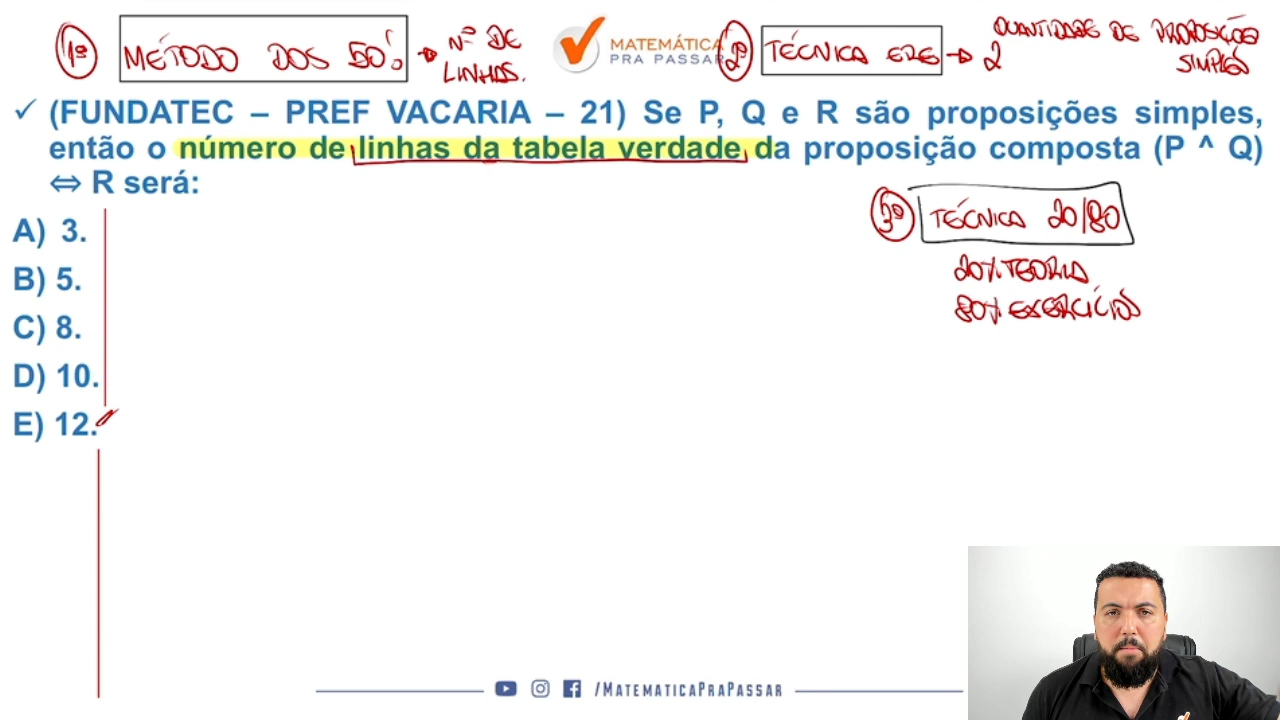 1º MÉTODO DOS 50's → Nº DE LINHAS.
MATEMÁTICA
PRA PASSAR
2º TÉCNICA → 2 QUANTIDADE DE PROPOSIÇÕES SIMPLES
✓ (FUNDATEC – PREF VACARIA – 21) Se P, Q e R são proposições simples,
então o número de linhas da tabela verdade da proposição composta (P ^ Q)
⇔ R será:
3º TÉCNICA 20/80
20% TEORIA
80% EXERCÍCIOS
A) 3.
B) 5.
C) 8.
D) 10.
E) 12.
/MATEMATICAPRAPASSAR